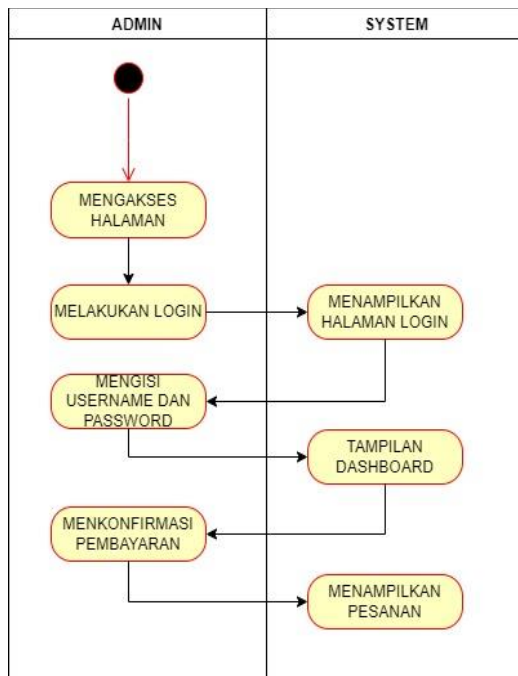 ADMIN
SYSTEM
MENGAKSES
HALAMAN
MELAKUKAN LOGIN
MENAMPILKAN
HALAMAN LOGIN
MENGISI
USERNAME DAN
PASSWORD
TAMPILAN
DASHBOARD
MENKONFIRMASI
PEMBAYARAN
MENAMPILKAN
PESANAN